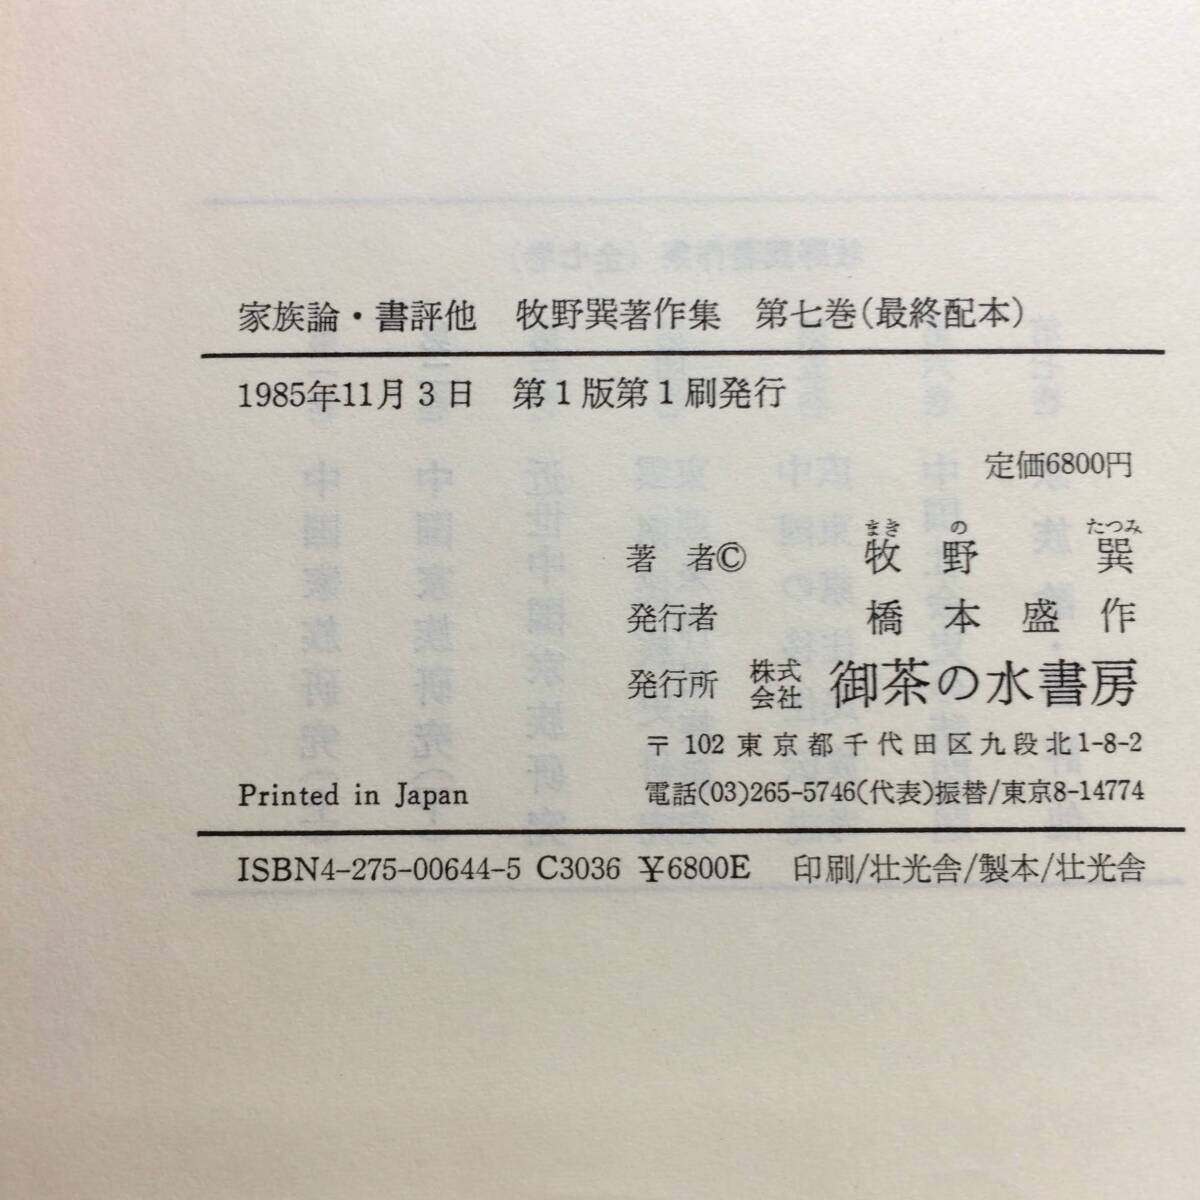 家族論・書評他　牧野巽著作集　第七巻（最終配本）
1985年11月3日　第1版第1刷発行
定価6800円
まき の たつみ
著　者©　牧　野　巽
発行者　橋　本　盛　作
発行所　株式会社　御茶の水書房
〒102 東京都千代田区九段北1-8-2
Printed in Japan　電話(03)265-5746(代表)振替/東京8-14774
ISBN4-275-00644-5 C3036 ¥6800E　印刷/壮光舎/製本/壮光舎